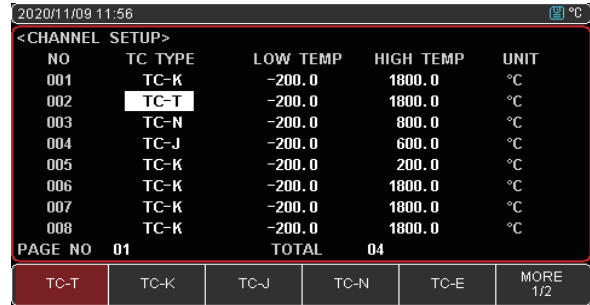 2020/11/09 11:56 °C
<CHANNEL SETUP>
NO TC TYPE LOW TEMP HIGH TEMP UNIT
001 TC-K -200.0 1800.0 °C
002 TC-T -200.0 1800.0 °C
003 TC-N -200.0 800.0 °C
004 TC-J -200.0 600.0 °C
005 TC-K -200.0 200.0 °C
006 TC-K -200.0 1800.0 °C
007 TC-K -200.0 1800.0 °C
008 TC-K -200.0 1800.0 °C
PAGE NO 01 TOTAL 04
TC-T TC-K TC-J TC-N TC-E MORE
1/2